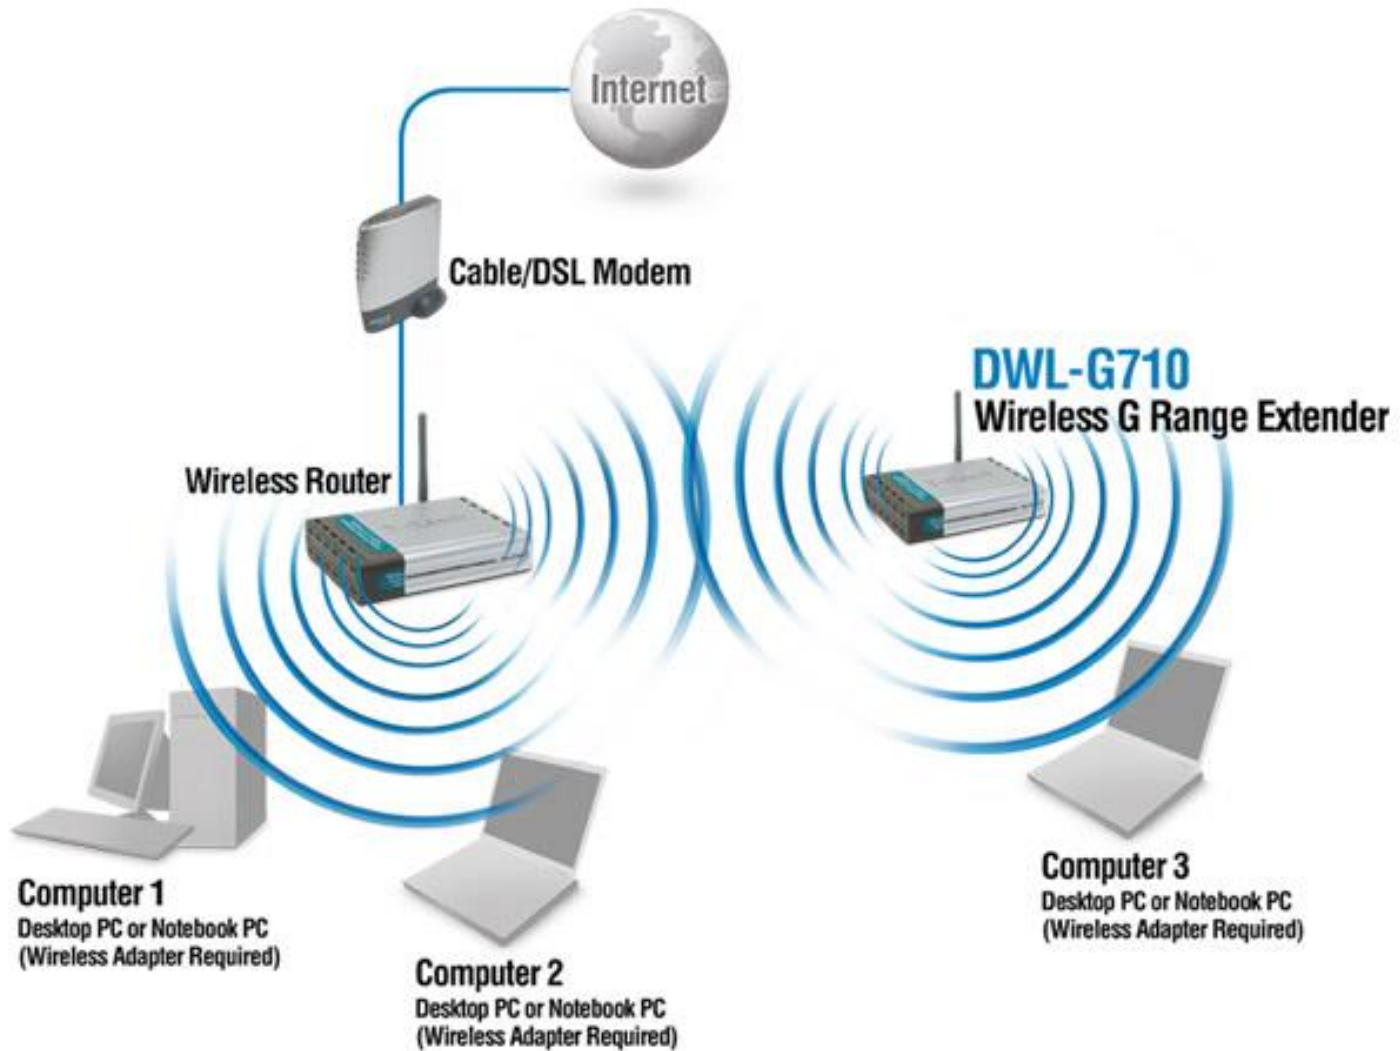 Internet
Cable/DSL Modem
DWL-G710
Wireless G Range Extender
Wireless Router
Computer 1
Desktop PC or Notebook PC
(Wireless Adapter Required)
Computer 2
Desktop PC or Notebook PC
(Wireless Adapter Required)
Computer 3
Desktop PC or Notebook PC
(Wireless Adapter Required)